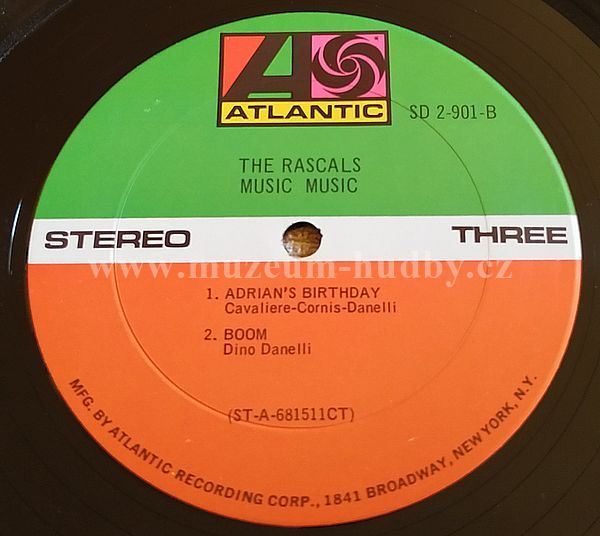 ATLANTIC
SD 2-901-B
THE RASCALS
MUSIC MUSIC
STEREO
THREE
www.muzeum-hudby.cz
1. ADRIAN'S BIRTHDAY
Cavaliere-Cornis-Danelli
2. BOOM
Dino Danelli
(ST-A-681511CT)
MFG. BY ATLANTIC RECORDING CORP., 1841 BROADWAY, NEW YORK, N.Y.